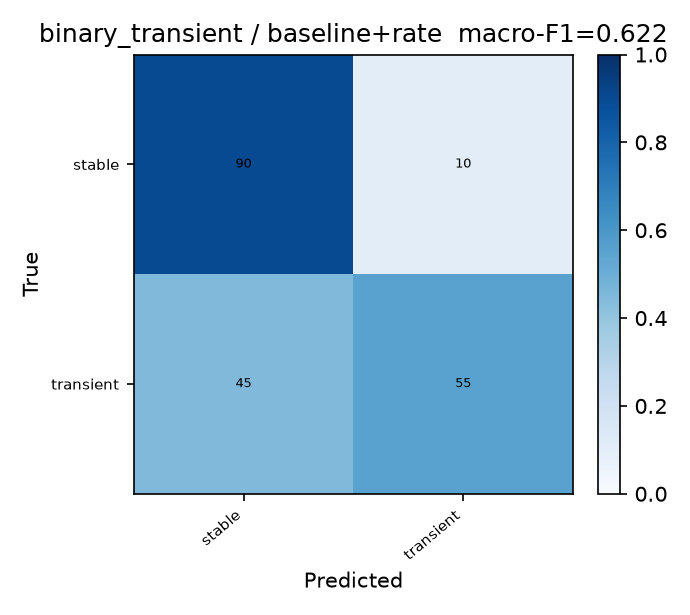 binary_transient / baseline+rate  macro-F1=0.622
stable
transient
90
10
45
55
stable
transient
True
Predicted
1.0
0.8
0.6
0.4
0.2
0.0